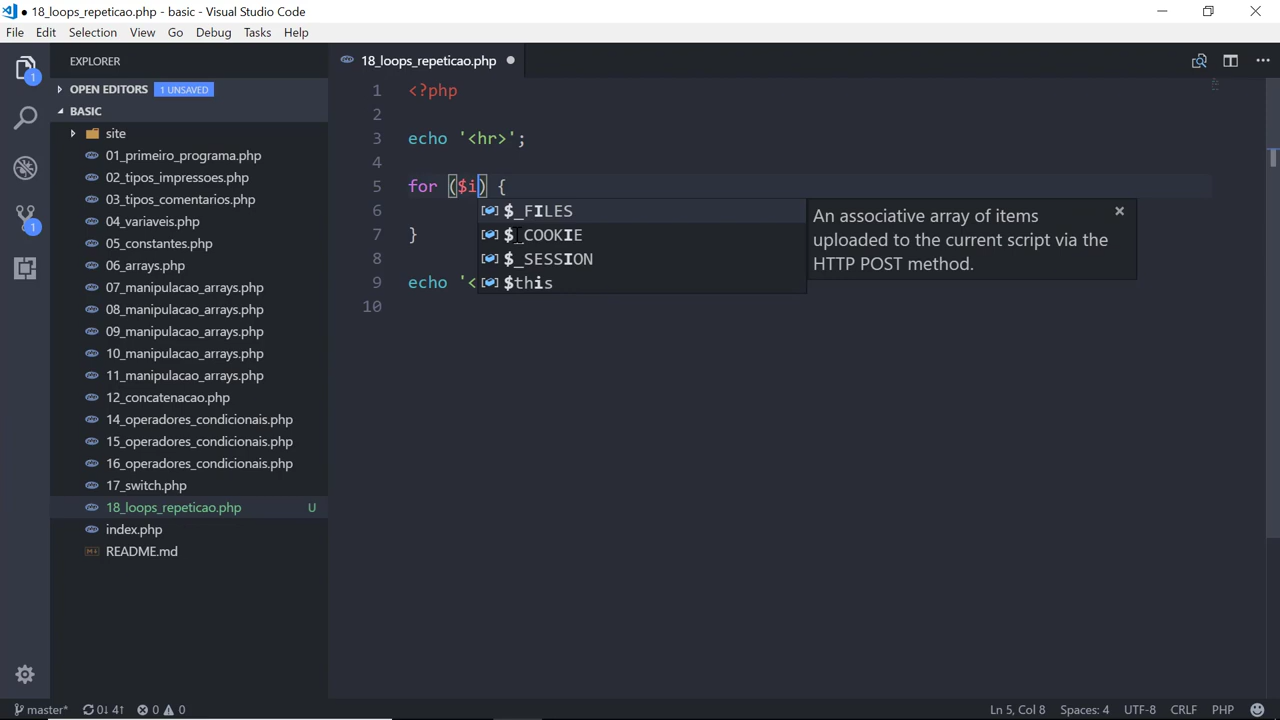 ● 18_loops_repeticao.php - basic - Visual Studio Code
File Edit Selection View Go Debug Tasks Help
EXPLORER
18_loops_repeticao.php
OPEN EDITORS 1 UNSAVED
BASIC
site
01_primeiro_programa.php
02_tipos_impressoes.php
03_tipos_comentarios.php
04_variaveis.php
05_constantes.php
06_arrays.php
07_manipulacao_arrays.php
08_manipulacao_arrays.php
09_manipulacao_arrays.php
10_manipulacao_arrays.php
11_manipulacao_arrays.php
12_concatenacao.php
14_operadores_condicionais.php
15_operadores_condicionais.php
16_operadores_condicionais.php
17_switch.php
18_loops_repeticao.php U
index.php
README.md
1
1
1 <?php
2
3 echo '<hr>';
4
5 for ($i) {
6
7 }
8
9 echo '<
10
$_FILES
$_COOKIE
$_SESSION
$this
An associative array of items
uploaded to the current script via the
HTTP POST method.
master* 0↓ 4↑ 0 0 Ln 5, Col 8 Spaces: 4 UTF-8 CRLF PHP